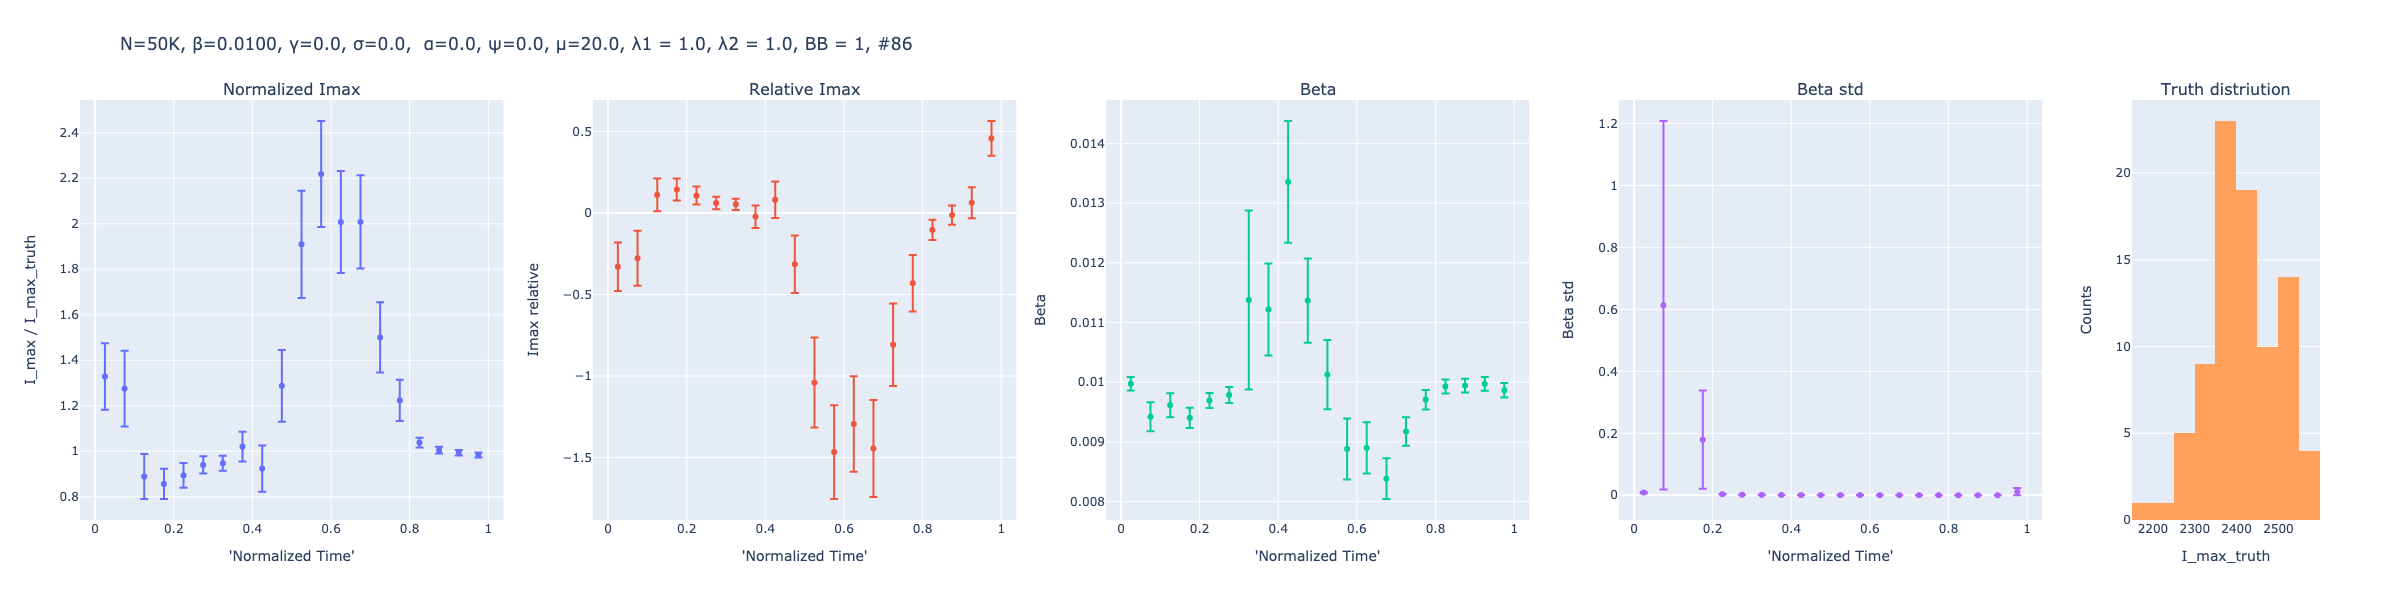 N=50K, β=0.0100, γ=0.0, σ=0.0,  α=0.0, ψ=0.0, μ=20.0, λ1 = 1.0, λ2 = 1.0, BB = 1, #86
Normalized Imax
I_max / I_max_truth
2.4
2.2
2
1.8
1.6
1.4
1.2
1
0.8
0 0.2 0.4 0.6 0.8 1
'Normalized Time'
Relative Imax
Imax relative
0.5
0
−0.5
−1
−1.5
0 0.2 0.4 0.6 0.8 1
'Normalized Time'
Beta
Beta
0.014
0.013
0.012
0.011
0.01
0.009
0.008
0 0.2 0.4 0.6 0.8 1
'Normalized Time'
Beta std
Beta std
1.2
1
0.8
0.6
0.4
0.2
0
0 0.2 0.4 0.6 0.8 1
'Normalized Time'
Truth distriution
Counts
20
15
10
5
0
2200 2300 2400 2500
I_max_truth